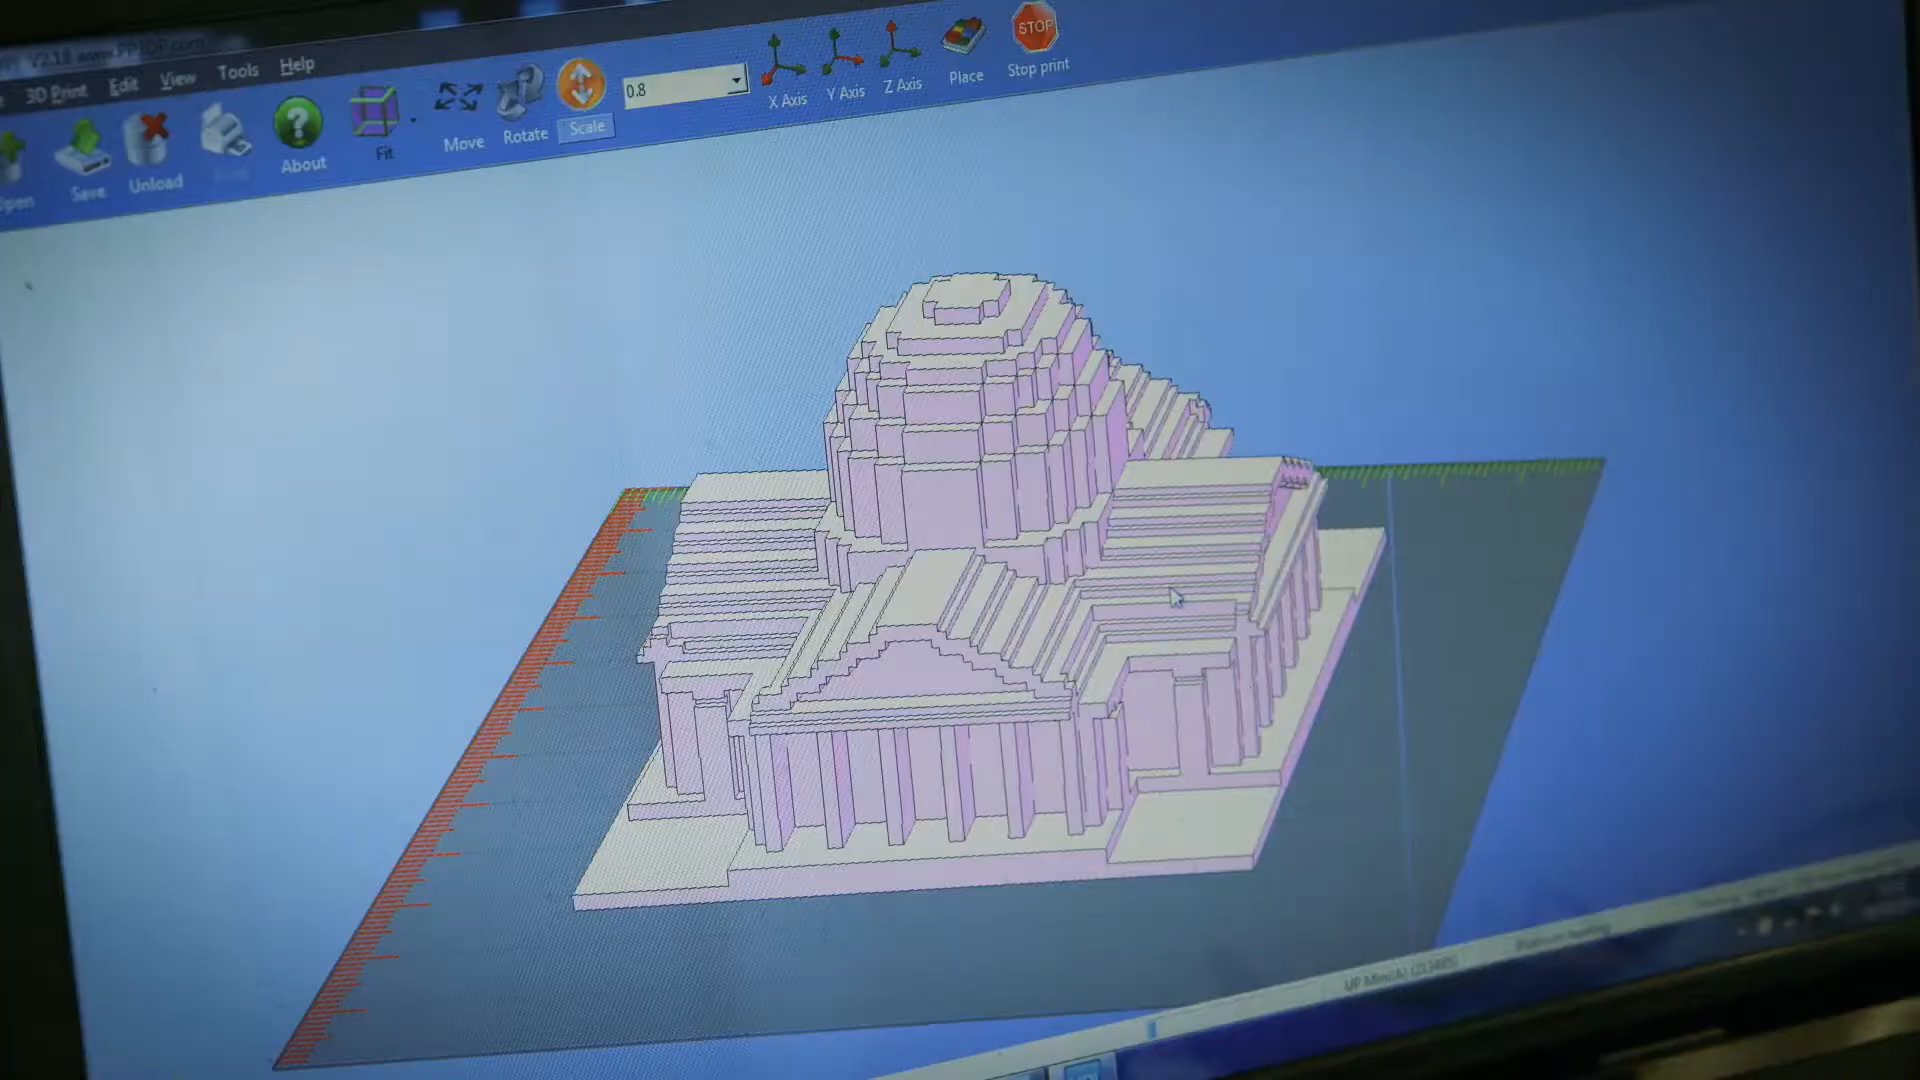 3D Print Edit View Tools Help
Open Save Unload About Fit Move Rotate Scale 0.8 X Axis Y Axis Z Axis Place Stop print
STOP